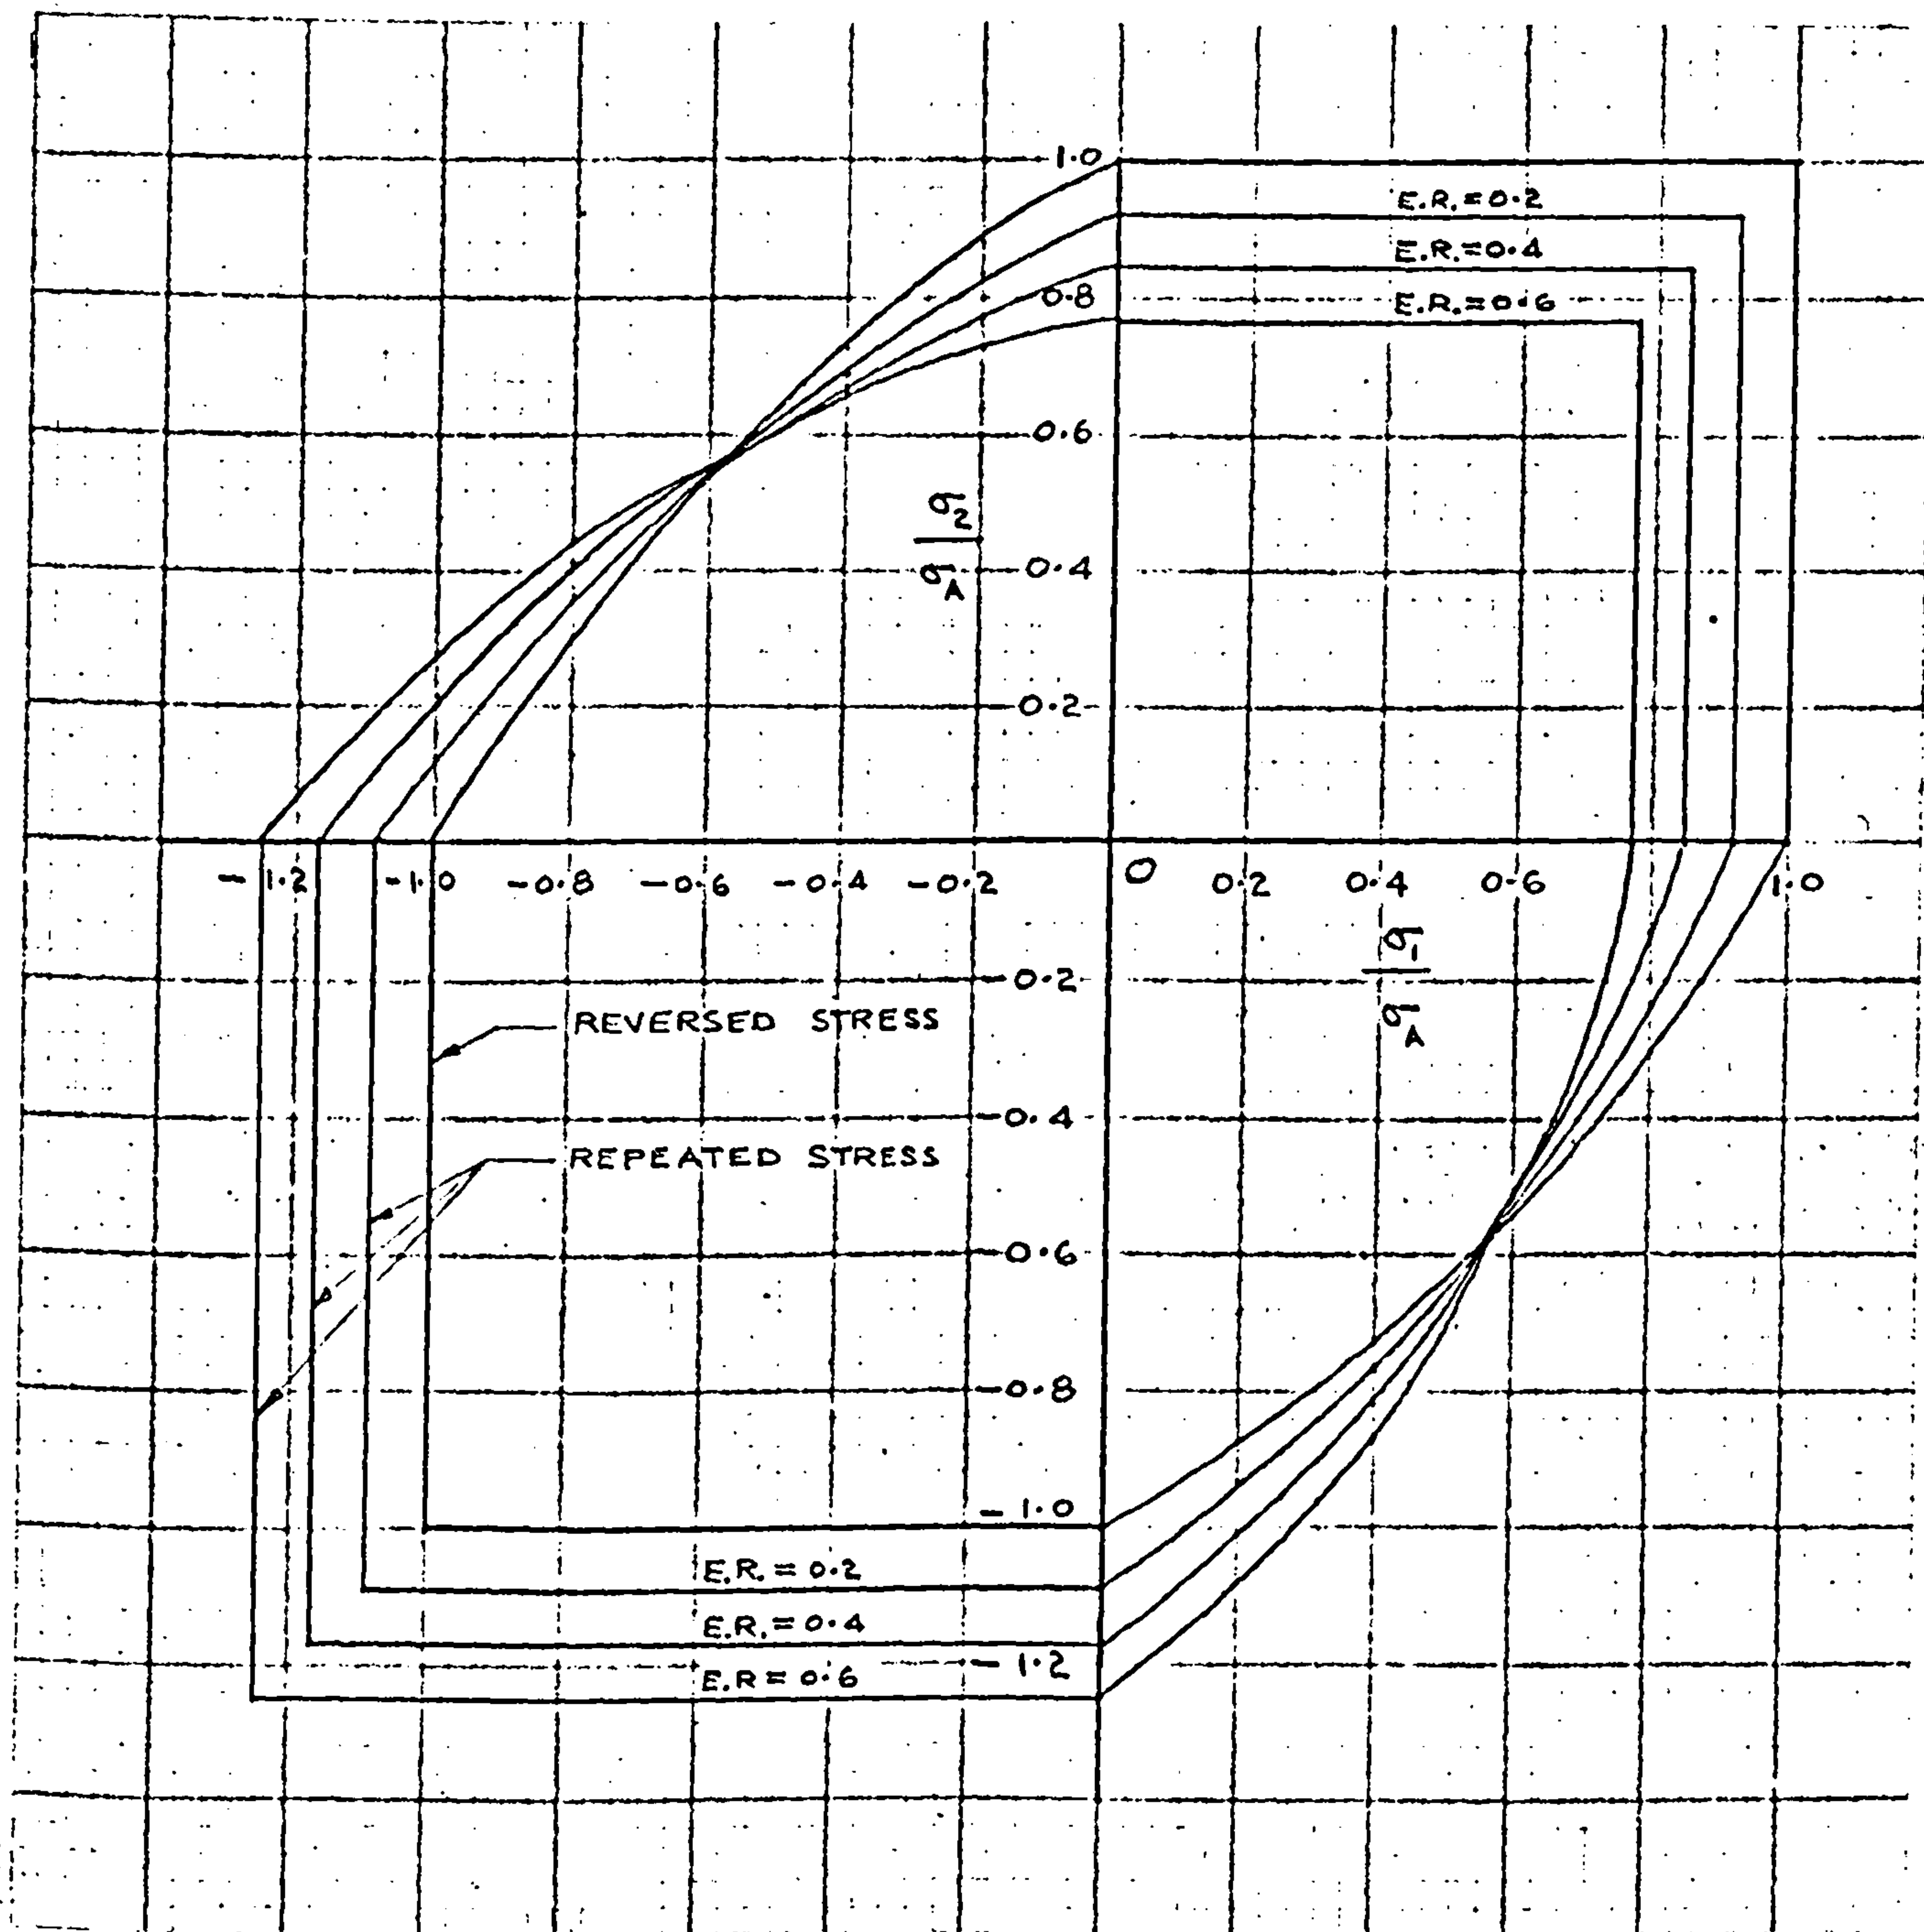 1.0
E.R.=0.2
E.R.=0.4
0.8
E.R.=0.6
0.6
σ2
σA
0.4
0.2
-1.2 -1.0 -0.8 -0.6 -0.4 -0.2 0 0.2 0.4 0.6 1.0
σ1
σA
-0.2
REVERSED STRESS
-0.4
REPEATED STRESS
-0.6
-0.8
-1.0
E.R. = 0.2
E.R. = 0.4
-1.2
E.R = 0.6